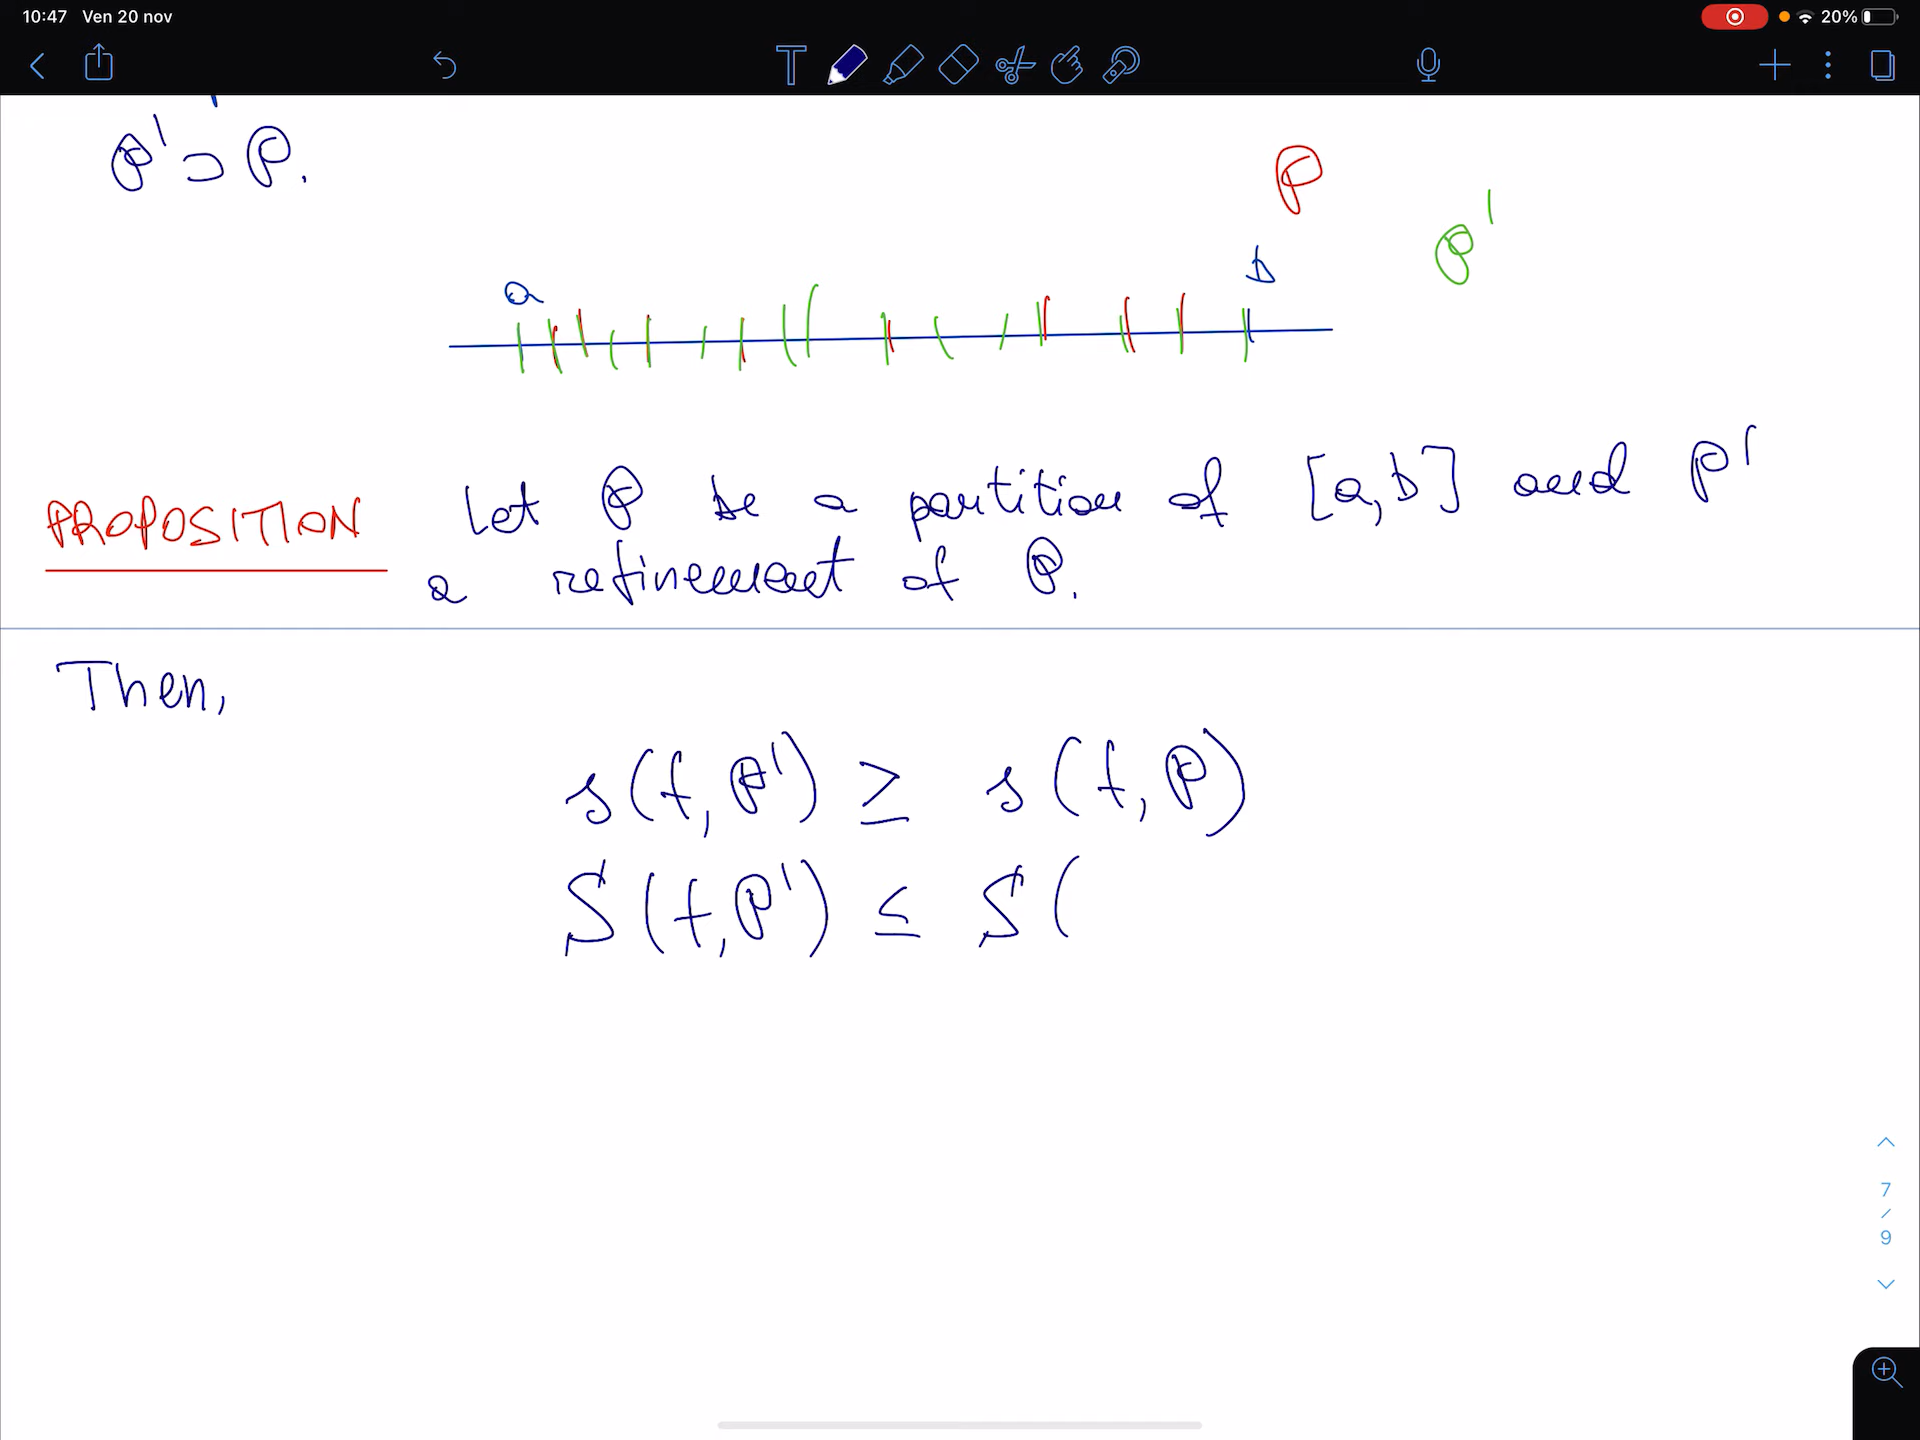 10:47 Ven 20 nov
20%
P' ⊃ P.
P
P'
a
b
PROPOSITION Let P be a partition of [a,b] and P'
a refinement of P.
Then,
s(f,P') ≥ s(f,P)
S(f,P') ≤ S(
7
/
9